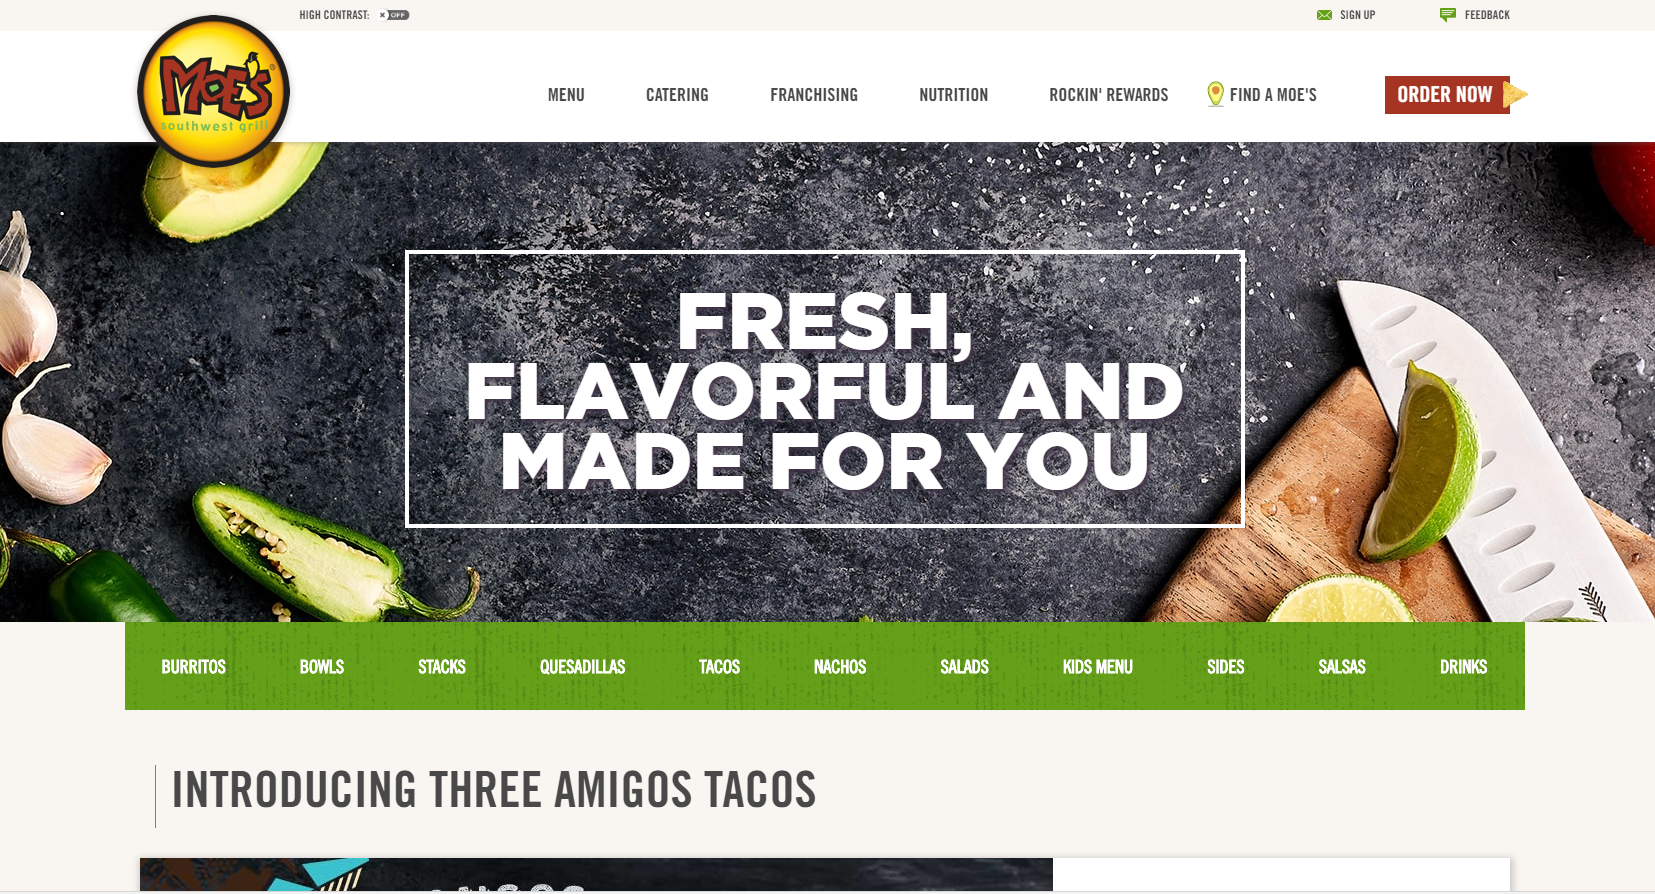 HIGH CONTRAST: × OFF
SIGN UP
FEEDBACK
MOE'S®
southwest grill
MENU
CATERING
FRANCHISING
NUTRITION
ROCKIN' REWARDS
FIND A MOE'S
ORDER NOW
FRESH,
FLAVORFUL AND
MADE FOR YOU
BURRITOS
BOWLS
STACKS
QUESADILLAS
TACOS
NACHOS
SALADS
KIDS MENU
SIDES
SALSAS
DRINKS
INTRODUCING THREE AMIGOS TACOS